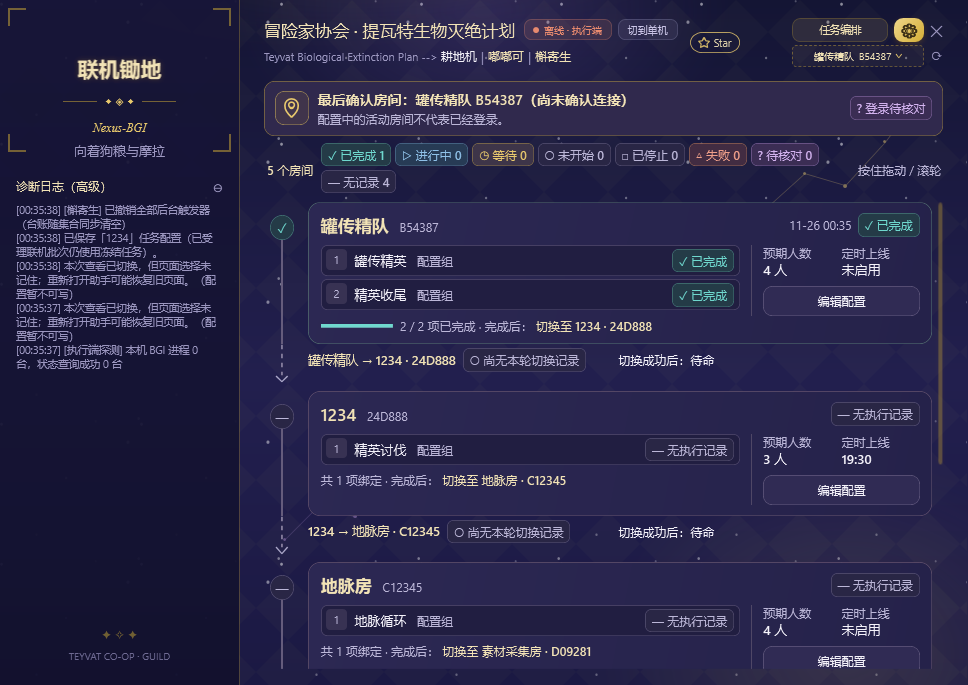 联机锄地
Nexus-BGI
向着狗粮与摩拉
诊断日志（高级）
[00:35:38] [槲寄生] 已撤销全部后台触发器
（台账随集合同步清空）
[00:35:38] 已保存「1234」任务配置（已受
理联机批次仍使用冻结任务）。
[00:35:38] 本次查看已切换，但页面选择未
记住；重新打开助手可能恢复旧页面。（配
置暂不可写）
[00:35:37] 本次查看已切换，但页面选择未
记住；重新打开助手可能恢复旧页面。（配
置暂不可写）
[00:35:37] [执行端探测] 本机 BGI 进程 0
台，状态查询成功 0 台
TEYVAT CO-OP · GUILD
冒险家协会 · 提瓦特生物灭绝计划
离线 · 执行端
切到单机
Star
任务编排
Teyvat Biological-Extinction Plan --> 耕地机 | 嘟嘟可 | 槲寄生
罐传精队 B54387
最后确认房间：罐传精队 B54387（尚未确认连接）
配置中的活动房间不代表已经登录。
? 登录待核对
5 个房间
✓ 已完成 1
▷ 进行中 0
◷ 等待 0
○ 未开始 0
□ 已停止 0
△ 失败 0
? 待核对 0
— 无记录 4
按住拖动 / 滚轮
罐传精队 B54387
11-26 00:35 ✓ 已完成
1 罐传精英 配置组 ✓ 已完成
2 精英收尾 配置组 ✓ 已完成
2 / 2 项已完成 · 完成后： 切换至 1234 · 24D888
预期人数 定时上线
4 人 未启用
编辑配置
罐传精队 → 1234 · 24D888 ○ 尚无本轮切换记录 切换成功后：待命
1234 24D888
— 无执行记录
1 精英讨伐 配置组 — 无执行记录
共 1 项绑定 · 完成后： 切换至 地脉房 · C12345
预期人数 定时上线
3 人 19:30
编辑配置
1234 → 地脉房 · C12345 ○ 尚无本轮切换记录 切换成功后：待命
地脉房 C12345
— 无执行记录
1 地脉循环 配置组 — 无执行记录
共 1 项绑定 · 完成后： 切换至 素材采集房 · D09281
预期人数 定时上线
4 人 未启用
编辑配置